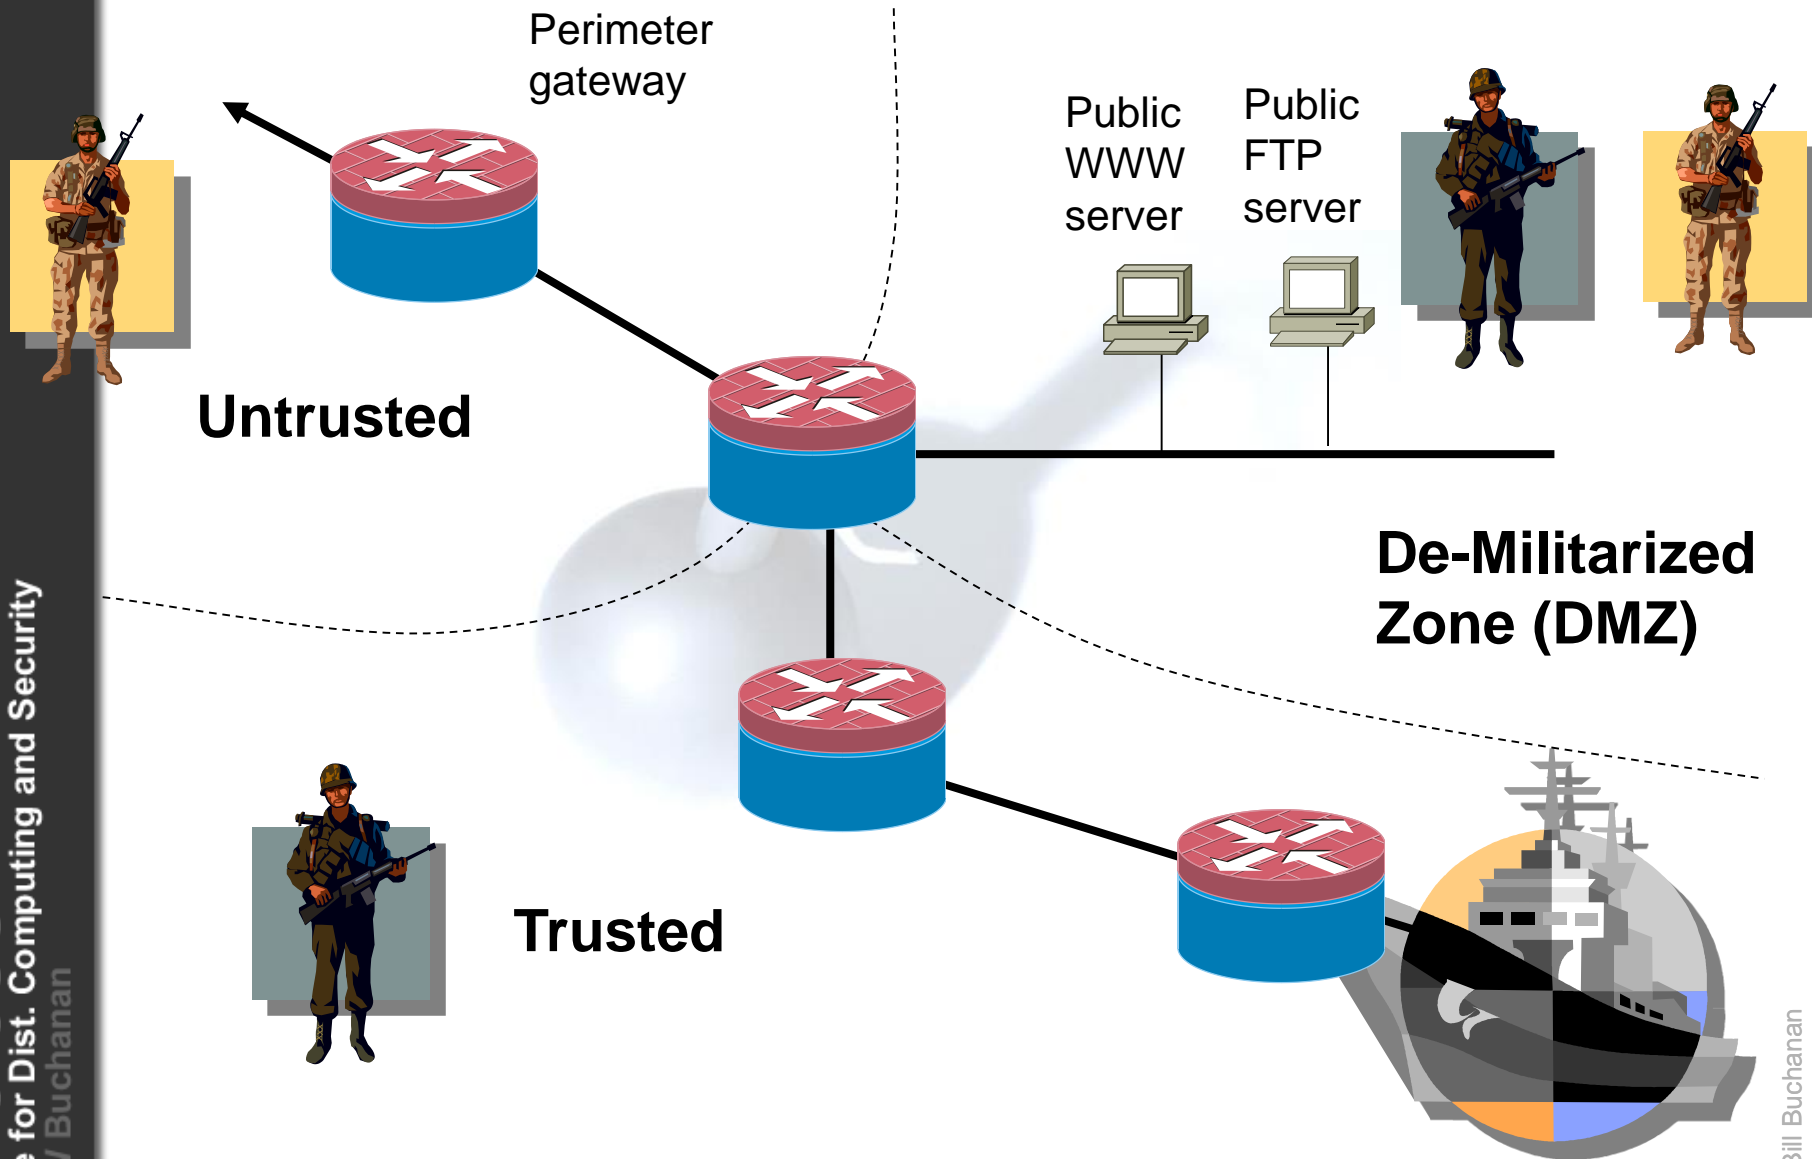 Perimeter
gateway
Public
WWW
server
Public
FTP
server
Untrusted
De-Militarized
Zone (DMZ)
Trusted
for Dist. Computing and Security
Buchanan
Bill Buchanan